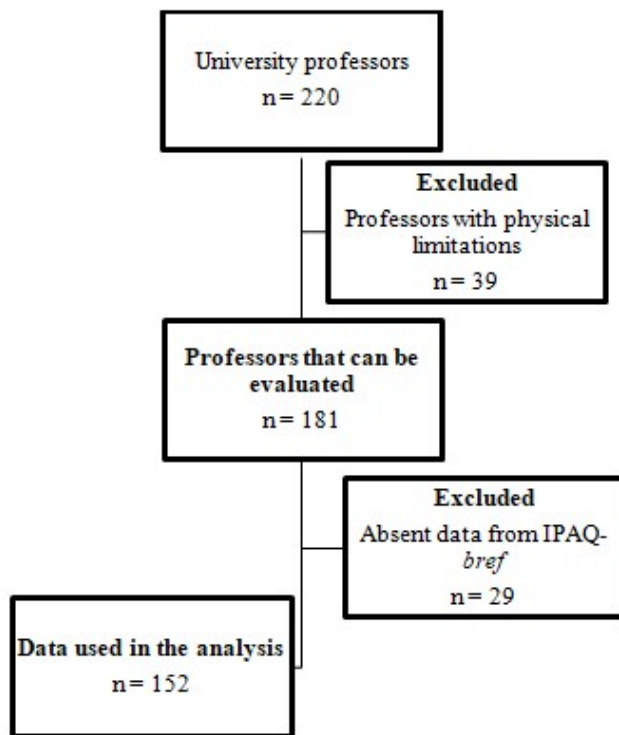 University professors
n= 220
Excluded
Professors with physical
limitations
n= 39
Professors that can be
evaluated
n= 181
Excluded
Absent data from IPAQ-
bref
n= 29
Data used in the analysis
n= 152